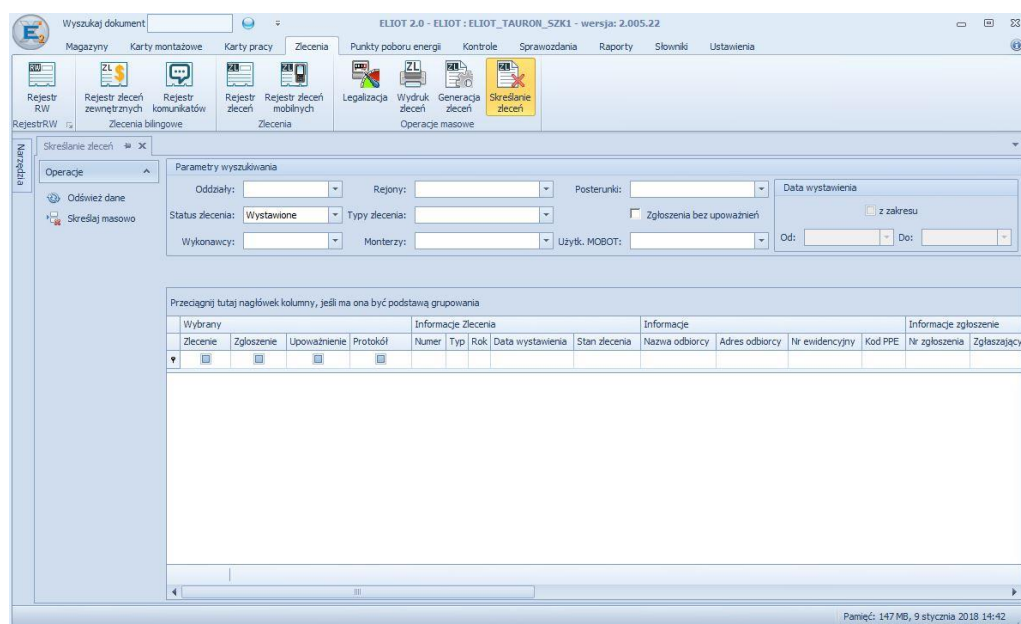 Wyszukaj dokument
ELIOT 2.0 - ELIOT : ELIOT_TAURON_SZK1 - wersja: 2.005.22
E2
Magazyny Karty montażowe Karty pracy Zlecenia Punkty poboru energii Kontrole Sprawozdania Raporty Słowniki Ustawienia
Rejestr RW
Rejestr zleceń zewnętrznych
Rejestr komunikatów
Rejestr zleceń
Rejestr zleceń mobilnych
Legalizacja
Wydruk zleceń
Generacja zleceń
Skreślanie zleceń
RejestrRW Zlecenia bilingowe Zlecenia Operacje masowe
Narzędzia
Skreślanie zleceń
Operacje
Odśwież dane
Skreślaj masowo
Parametry wyszukiwania
Oddziały: Rejony: Posterunki:
Status zlecenia: Wystawione Typy zlecenia: Zgłoszenia bez upoważnień
Wykonawcy: Monterzy: Użytk. MOBOT:
Data wystawienia
z zakresu
Od: Do:
Przeciągnij tutaj nagłówek kolumny, jeśli ma ona być podstawą grupowania
Wybrany Informacje Zlecenia Informacje Informacje zgłoszenie
Zlecenie Zgłoszenie Upoważnienie Protokół Numer Typ Rok Data wystawienia Stan zlecenia Nazwa odbiorcy Adres odbiorcy Nr ewidencyjny Kod PPE Nr zgłoszenia Zgłaszający
Pamięć: 147 MB, 9 stycznia 2018 14:42